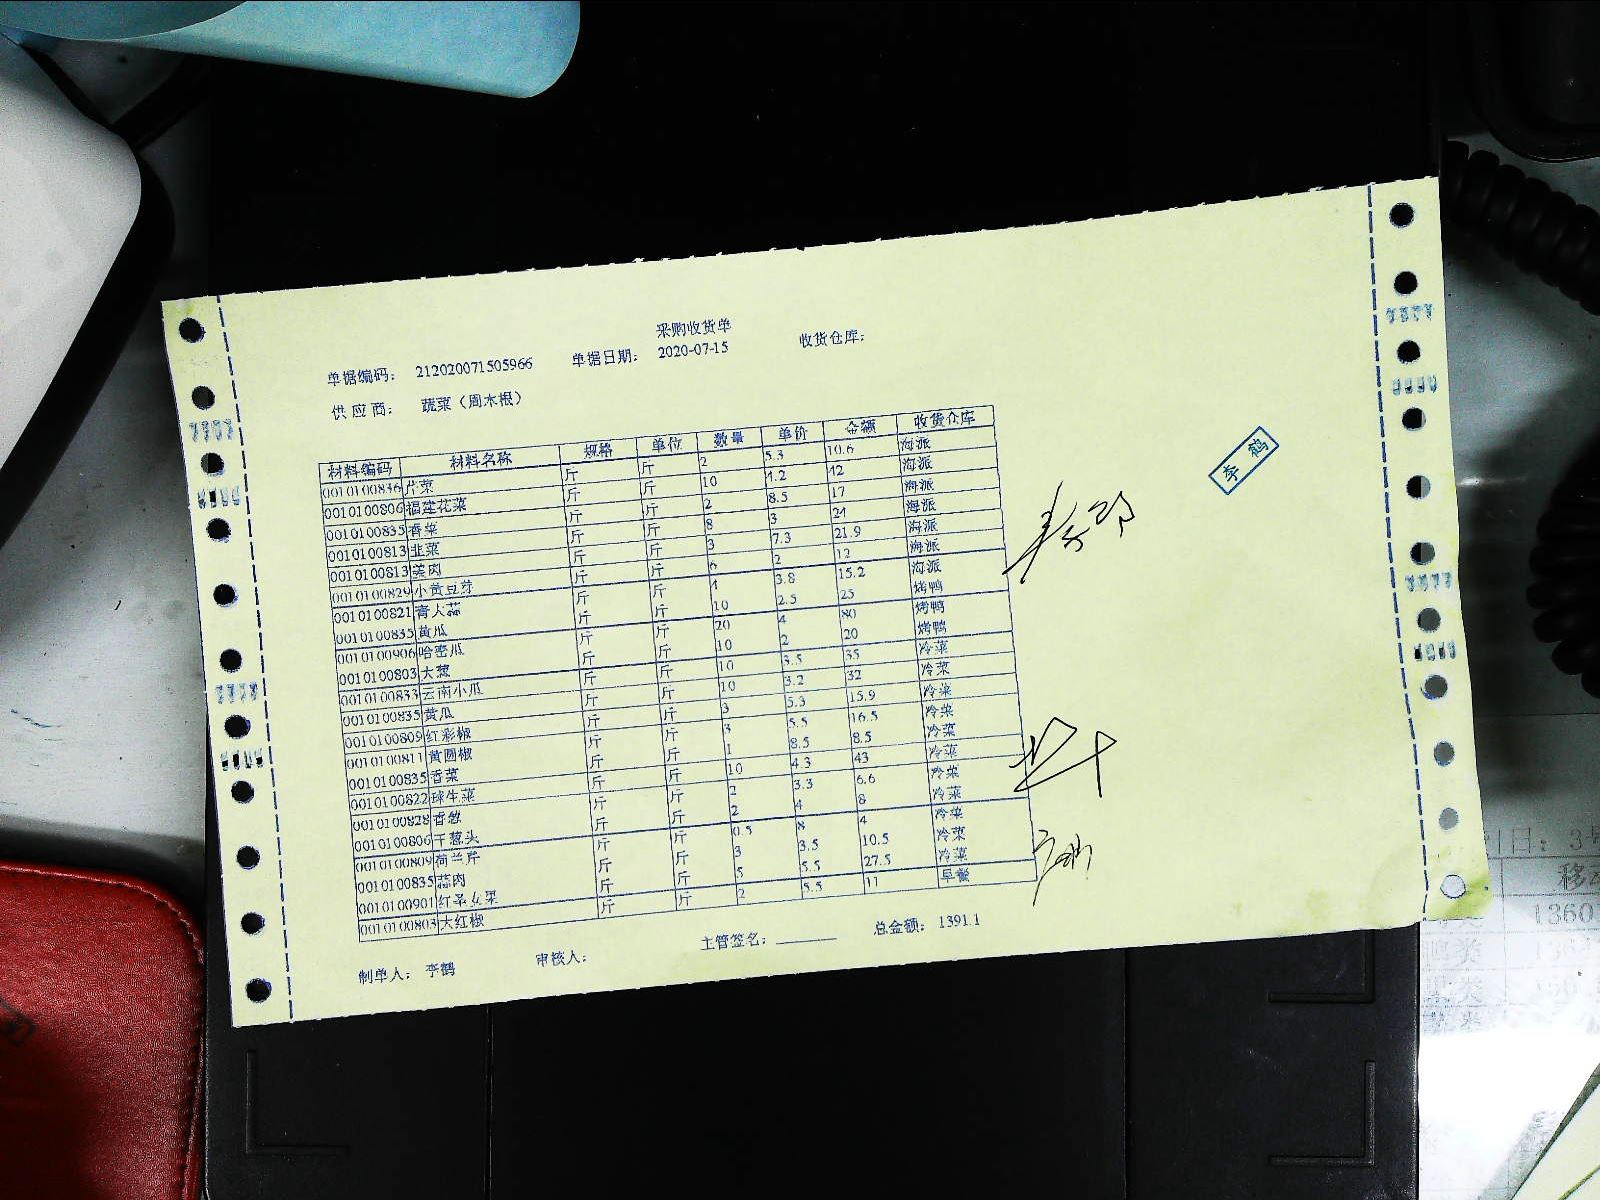 采购收货单
单据编码： 212020071505966 单据日期： 2020-07-15 收货仓库：
供 应 商： 蔬菜（周木根）
材料编码 材料名称 规格 单位 数量 单价 金额 收货仓库
0010100836 芹菜 斤 斤 2 5.3 10.6 海派
0010100806 福建花菜 斤 斤 10 4.2 42 海派
0010100835 香菜 斤 斤 2 8.5 17 海派
0010100813 韭菜 斤 斤 8 3 24 海派
0010100813 姜肉 斤 斤 3 7.3 21.9 海派
0010100829 小黄豆芽 斤 斤 6 2 12 海派
0010100821 青大蒜 斤 斤 4 3.8 15.2 海派
0010100835 黄瓜 斤 斤 10 2.5 25 烤鸭
0010100906 哈密瓜 斤 斤 20 4 80 烤鸭
0010100803 大葱 斤 斤 10 2 20 烤鸭
0010100833 云南小瓜 斤 斤 10 3.5 35 冷菜
0010100835 黄瓜 斤 斤 10 3.2 32 冷菜
0010100809 红彩椒 斤 斤 3 5.3 15.9 冷菜
0010100811 黄圆椒 斤 斤 3 5.5 16.5 冷菜
0010100835 香菜 斤 斤 1 8.5 8.5 冷菜
0010100822 球生菜 斤 斤 10 4.3 43 冷菜
0010100828 香葱 斤 斤 2 3.3 6.6 冷菜
0010100806 干葱头 斤 斤 2 4 8 冷菜
0010100809 荷兰芹 斤 斤 0.5 8 4 冷菜
0010100835 蒜肉 斤 斤 3 3.5 10.5 冷菜
0010100901 红圣女果 斤 斤 5 5.5 27.5 冷菜
0010100803 大红椒 斤 斤 2 5.5 11 早餐
制单人： 李鹤 审核人： 主管签名： 总金额： 1391.1
李鹤
移动
1360